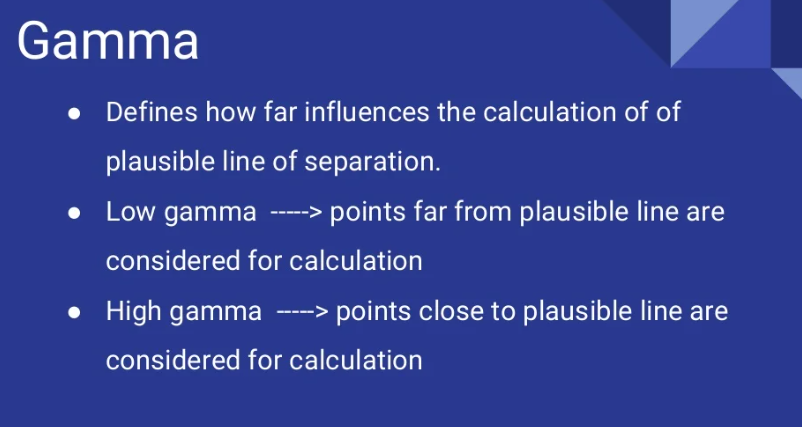 Gamma
● Defines how far influences the calculation of of
plausible line of separation.
● Low gamma -----> points far from plausible line are
considered for calculation
● High gamma -----> points close to plausible line are
considered for calculation